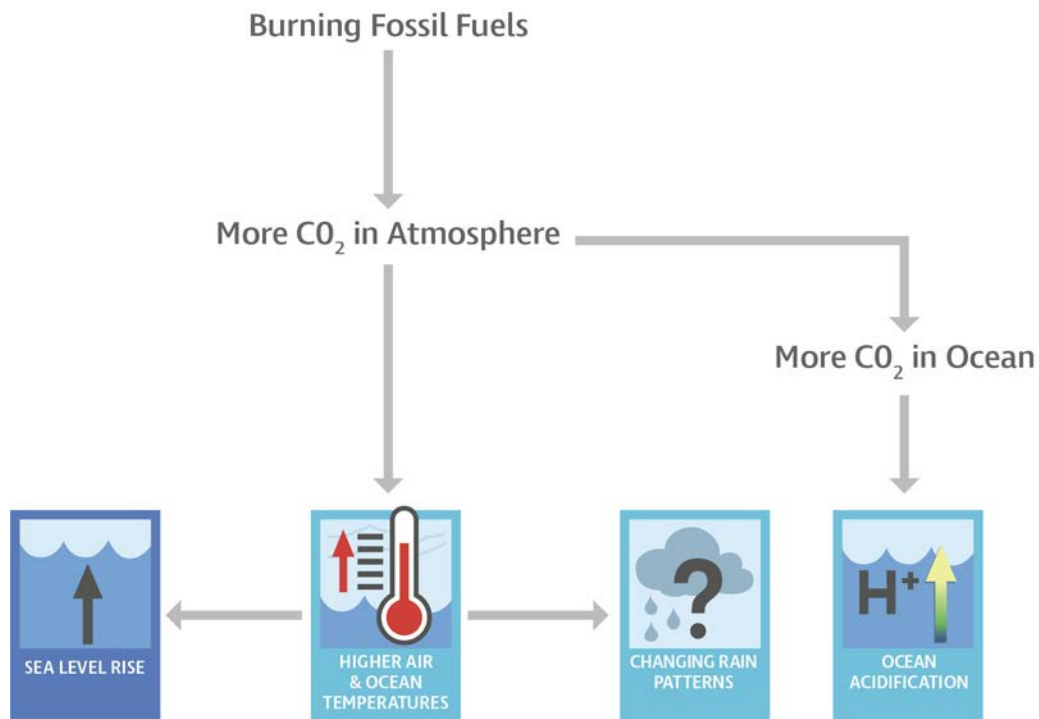 Burning Fossil Fuels
More C0₂ in Atmosphere
More C0₂ in Ocean
?
H⁺
SEA LEVEL RISE
HIGHER AIR
& OCEAN
TEMPERATURES
CHANGING RAIN
PATTERNS
OCEAN
ACIDIFICATION